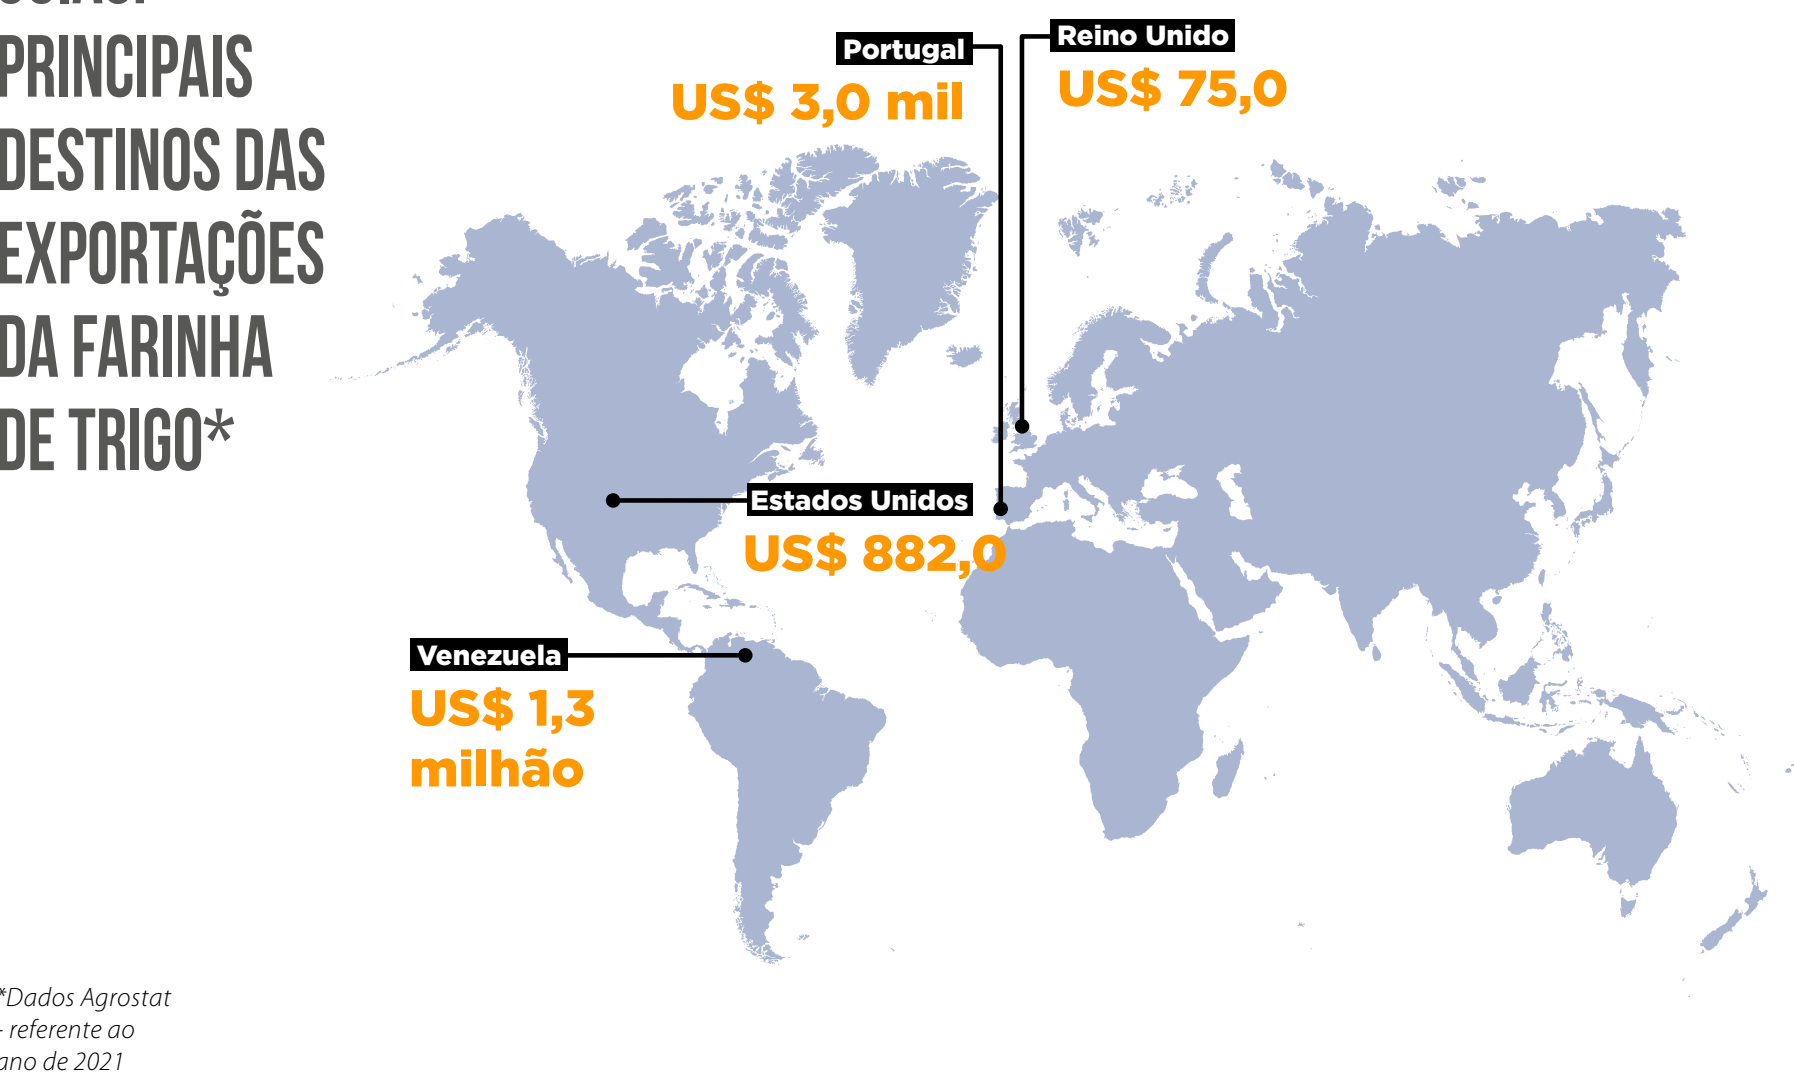 PRINCIPAIS
DESTINOS DAS
EXPORTAÇÕES
DA FARINHA
DE TRIGO*
Portugal
US$ 3,0 mil
Reino Unido
US$ 75,0
Estados Unidos
US$ 882,0
Venezuela
US$ 1,3
milhão
*Dados Agrostat
- referente ao
ano de 2021